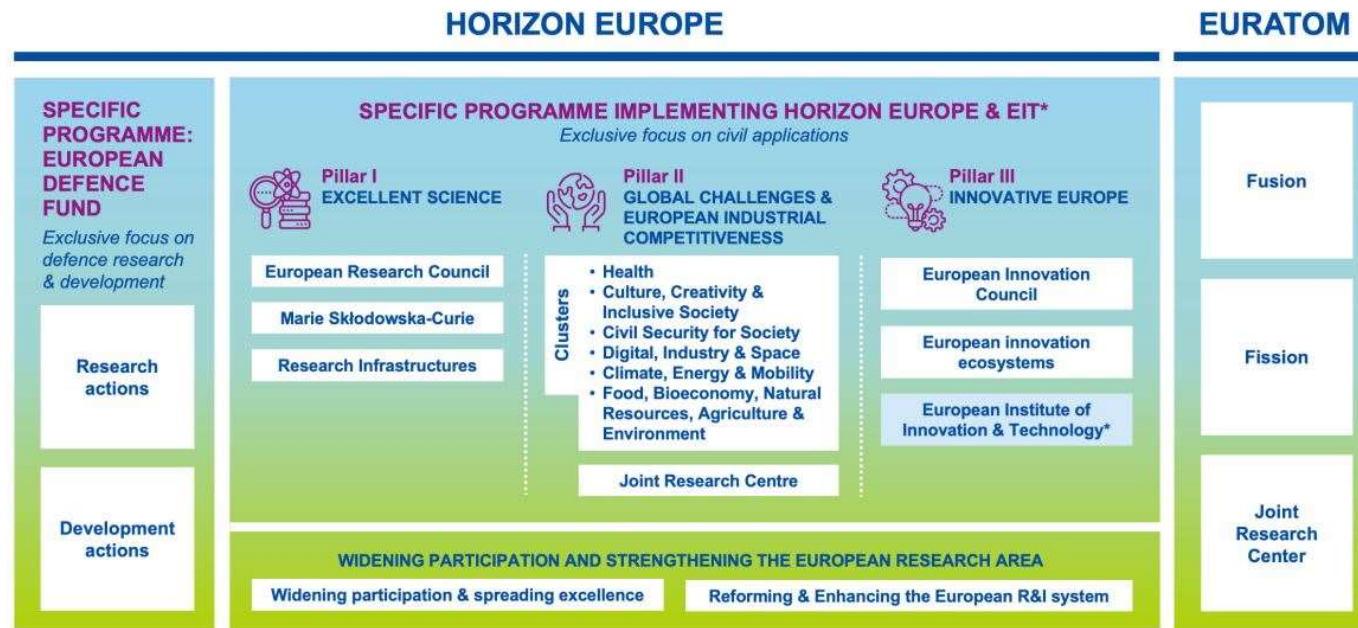 HORIZON EUROPE
EURATOM
SPECIFIC
PROGRAMME:
EUROPEAN
DEFENCE
FUND
Exclusive focus on
defence research
& development
Research
actions
Development
actions
SPECIFIC PROGRAMME IMPLEMENTING HORIZON EUROPE & EIT*
Exclusive focus on civil applications
Pillar I
EXCELLENT SCIENCE
European Research Council
Marie Skłodowska-Curie
Research Infrastructures
Pillar II
GLOBAL CHALLENGES &
EUROPEAN INDUSTRIAL
COMPETITIVENESS
Clusters
• Health
• Culture, Creativity &
Inclusive Society
• Civil Security for Society
• Digital, Industry & Space
• Climate, Energy & Mobility
• Food, Bioeconomy, Natural
Resources, Agriculture &
Environment
Joint Research Centre
Pillar III
INNOVATIVE EUROPE
European Innovation
Council
European innovation
ecosystems
European Institute of
Innovation & Technology*
WIDENING PARTICIPATION AND STRENGTHENING THE EUROPEAN RESEARCH AREA
Widening participation & spreading excellence
Reforming & Enhancing the European R&I system
Fusion
Fission
Joint
Research
Center